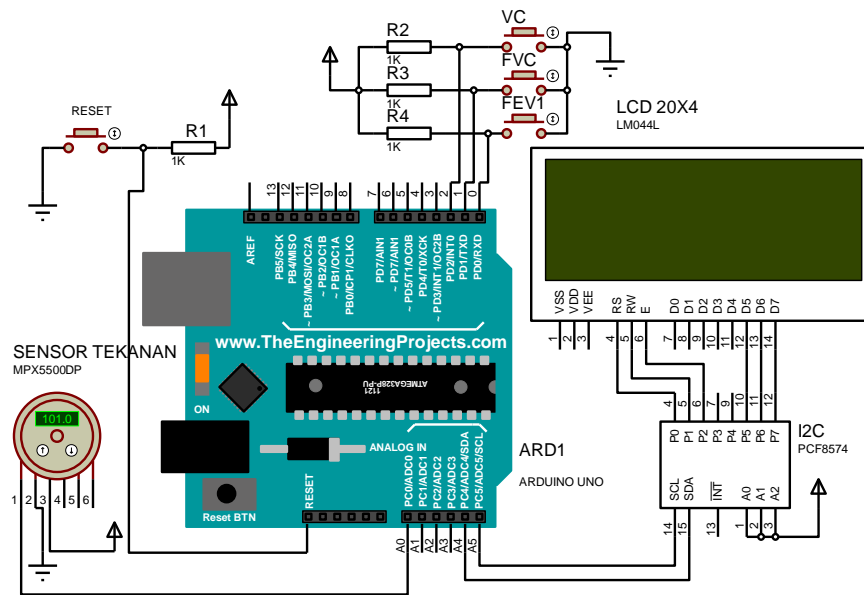 R2
1K
R3
1K
R4
1K
VC
FVC
FEV1
RESET
R1
1K
LCD 20X4
LM044L
AREF
13
12
11
10
9
8
PB5/SCK
PB4/MISO
~ PB3/MOSI/OC2A
~ PB2/OC1B
~ PB1/OC1A
PB0/ICP1/CLKO
7
6
5
4
3
2
1
0
PD7/AIN1
~ PD7/AIN1
~ PD5/T1/OC0B
PD4/T0/XCK
~ PD3/INT1/OC2B
PD2/INT0
PD1/TXD
PD0/RXD
www.TheEngineeringProjects.com
1121
ATMEGA328P-PU
ON
ANALOG IN
Reset BTN
RESET
PC0/ADC0
PC1/ADC1
PC2/ADC2
PC3/ADC3
PC4/ADC4/SDA
PC5/ADC5/SCL
A0
A1
A2
A3
A4
A5
ARD1
ARDUINO UNO
SENSOR TEKANAN
MPX5500DP
101.0
1
2
3
4
5
6
VSS
VDD
VEE
RS
RW
E
D0
D1
D2
D3
D4
D5
D6
D7
1
2
3
4
5
6
7
8
9
10
11
12
13
14
4
5
6
7
9
10
11
12
P0
P1
P2
P3
P4
P5
P6
P7
I2C
PCF8574
SCL
SDA
INT
A0
A1
A2
14
15
13
1
2
3